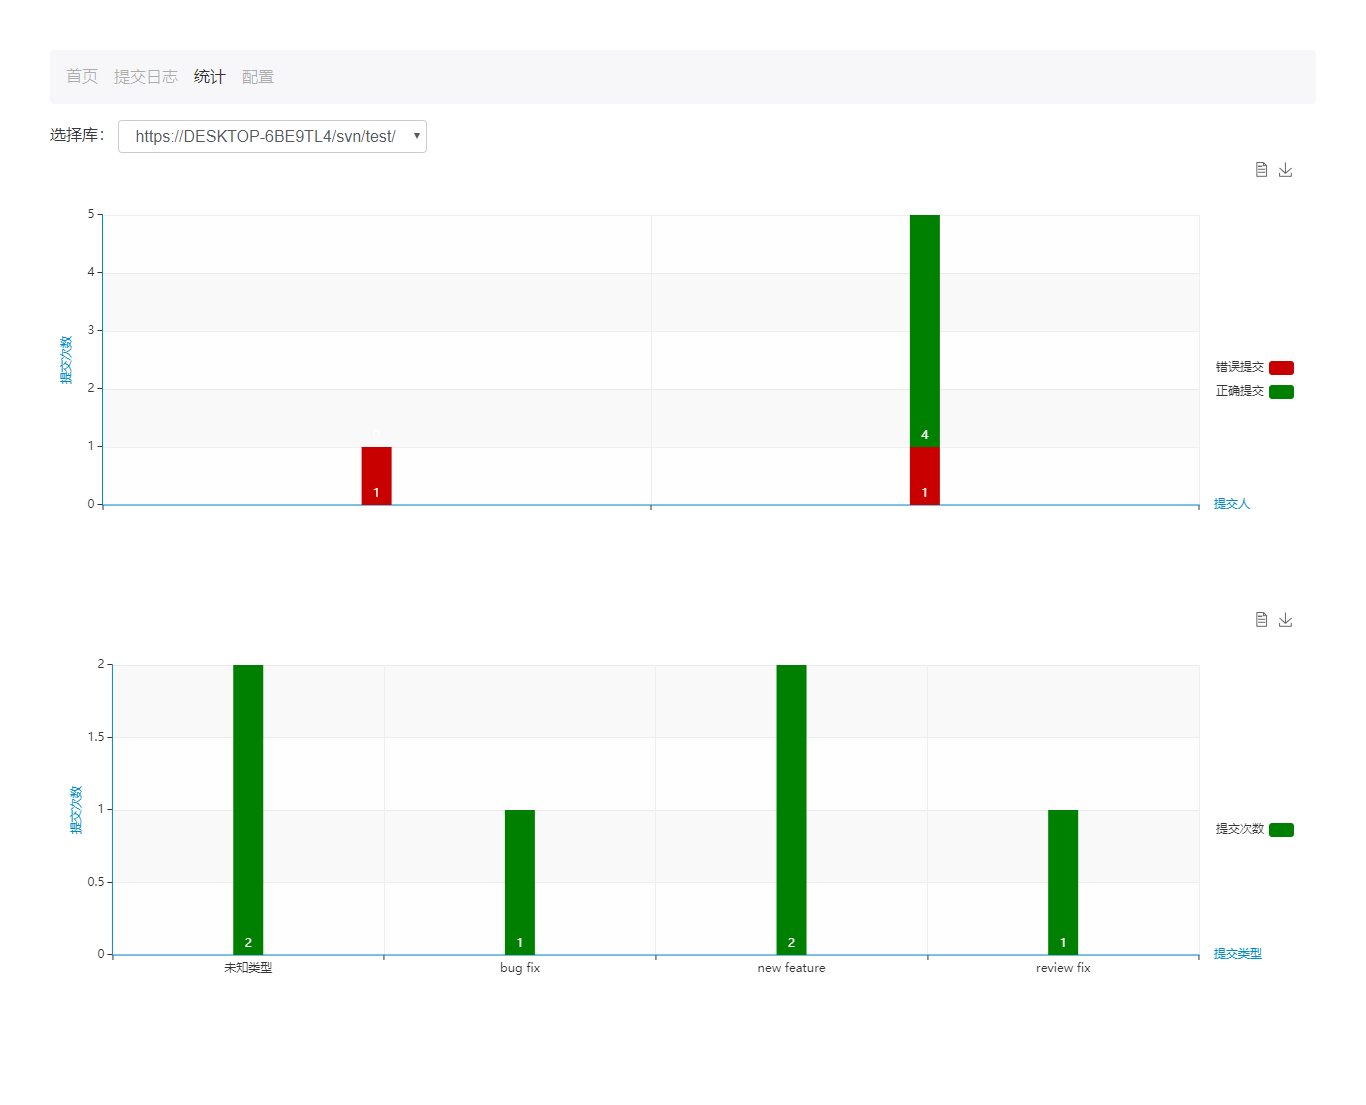 首页 提交日志 统计 配置
选择库： https://DESKTOP-6BE9TL4/svn/test/
5
4
3
2
1
0
提交次数
0
1
4
1
错误提交
正确提交
提交人
2
1.5
1
0.5
0
提交次数
2
1
2
1
未知类型 bug fix new feature review fix
提交次数
提交类型